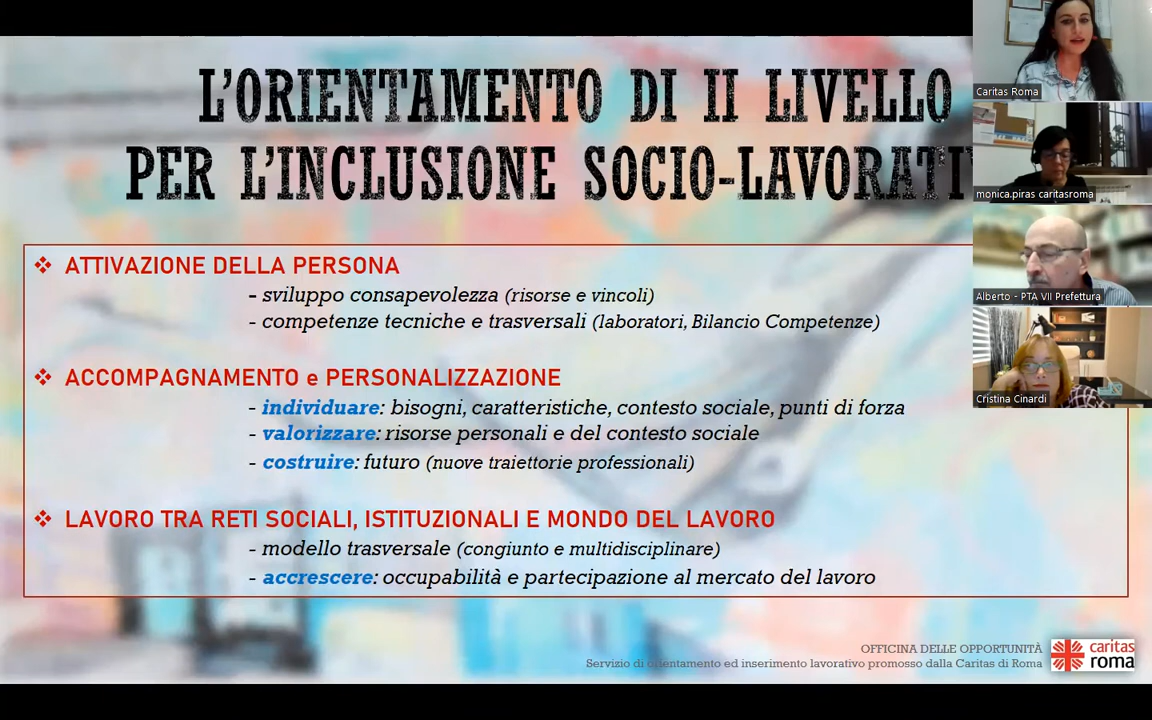 L'ORIENTAMENTO DI II LIVELLO
PER L'INCLUSIONE SOCIO-LAVORATI
❖ ATTIVAZIONE DELLA PERSONA
- sviluppo consapevolezza (risorse e vincoli)
- competenze tecniche e trasversali (laboratori, Bilancio Competenze)
❖ ACCOMPAGNAMENTO e PERSONALIZZAZIONE
- individuare: bisogni, caratteristiche, contesto sociale, punti di forza
- valorizzare: risorse personali e del contesto sociale
- costruire: futuro (nuove traiettorie professionali)
❖ LAVORO TRA RETI SOCIALI, ISTITUZIONALI E MONDO DEL LAVORO
- modello trasversale (congiunto e multidisciplinare)
- accrescere: occupabilità e partecipazione al mercato del lavoro
OFFICINA DELLE OPPORTUNITÀ
Servizio di orientamento ed inserimento lavorativo promosso dalla Caritas di Roma
caritas
roma
Caritas Roma
monica.piras caritasroma
Alberto - PTA VII Prefettura
Cristina Cinardi